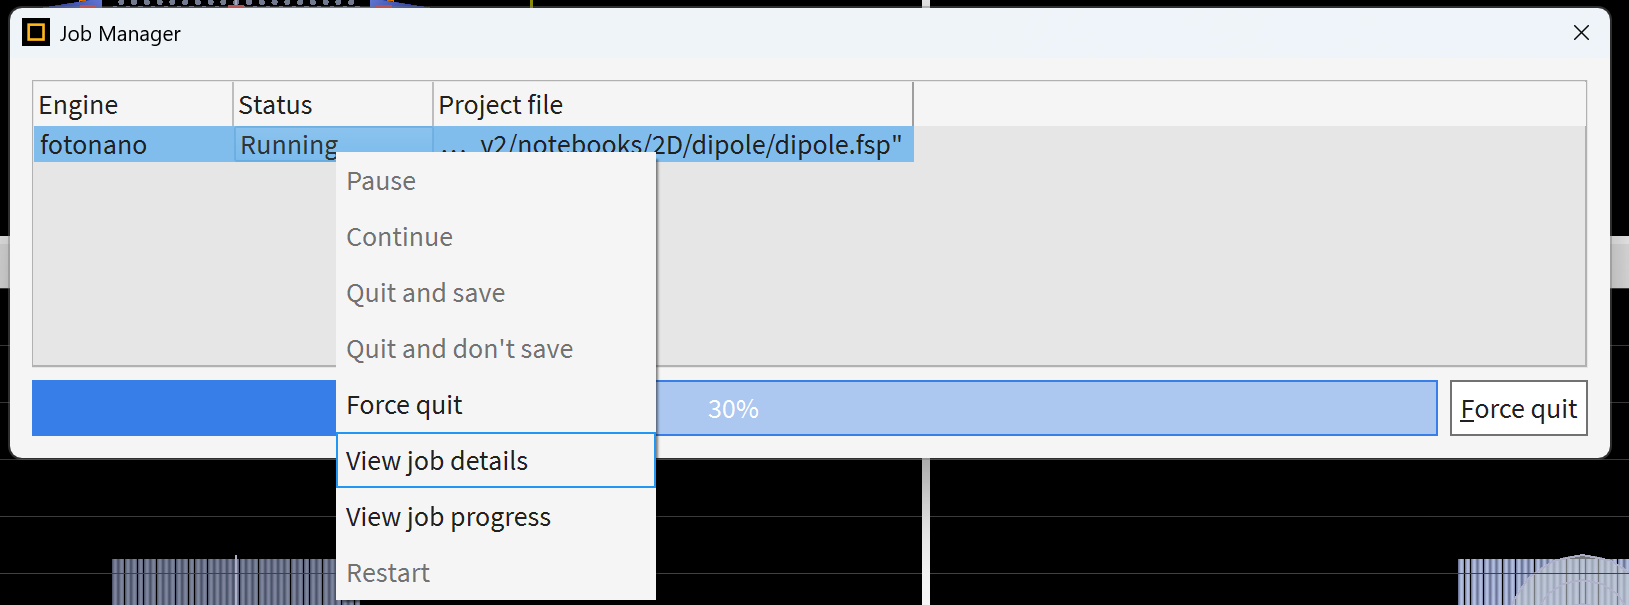 Job Manager
Engine Status Project file
fotonano Running ... v2/notebooks/2D/dipole/dipole.fsp"
Pause
Continue
Quit and save
Quit and don't save
Force quit
30%
Force quit
View job details
View job progress
Restart